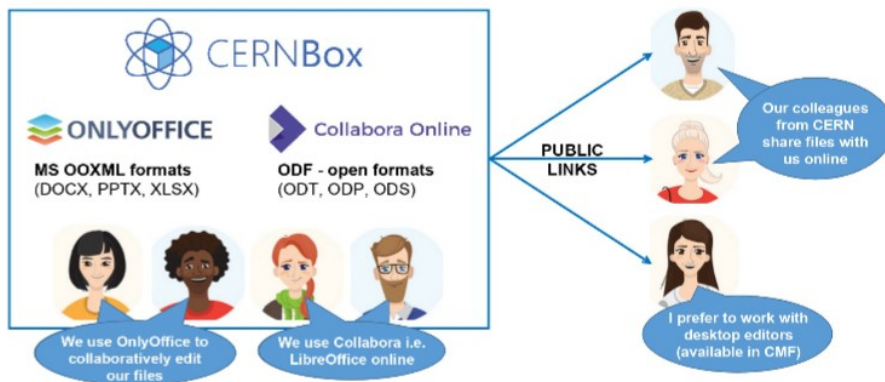 CERNBox
ONLYOFFICE
Collabora Online
MS OOXML formats
(DOCX, PPTX, XLSX)
ODF - open formats
(ODT, ODP, ODS)
We use OnlyOffice to
collaboratively edit
our files
We use Collabora i.e.
LibreOffice online
PUBLIC
LINKS
Our colleagues
from CERN
share files with
us online
I prefer to work with
desktop editors
(available in CMF)